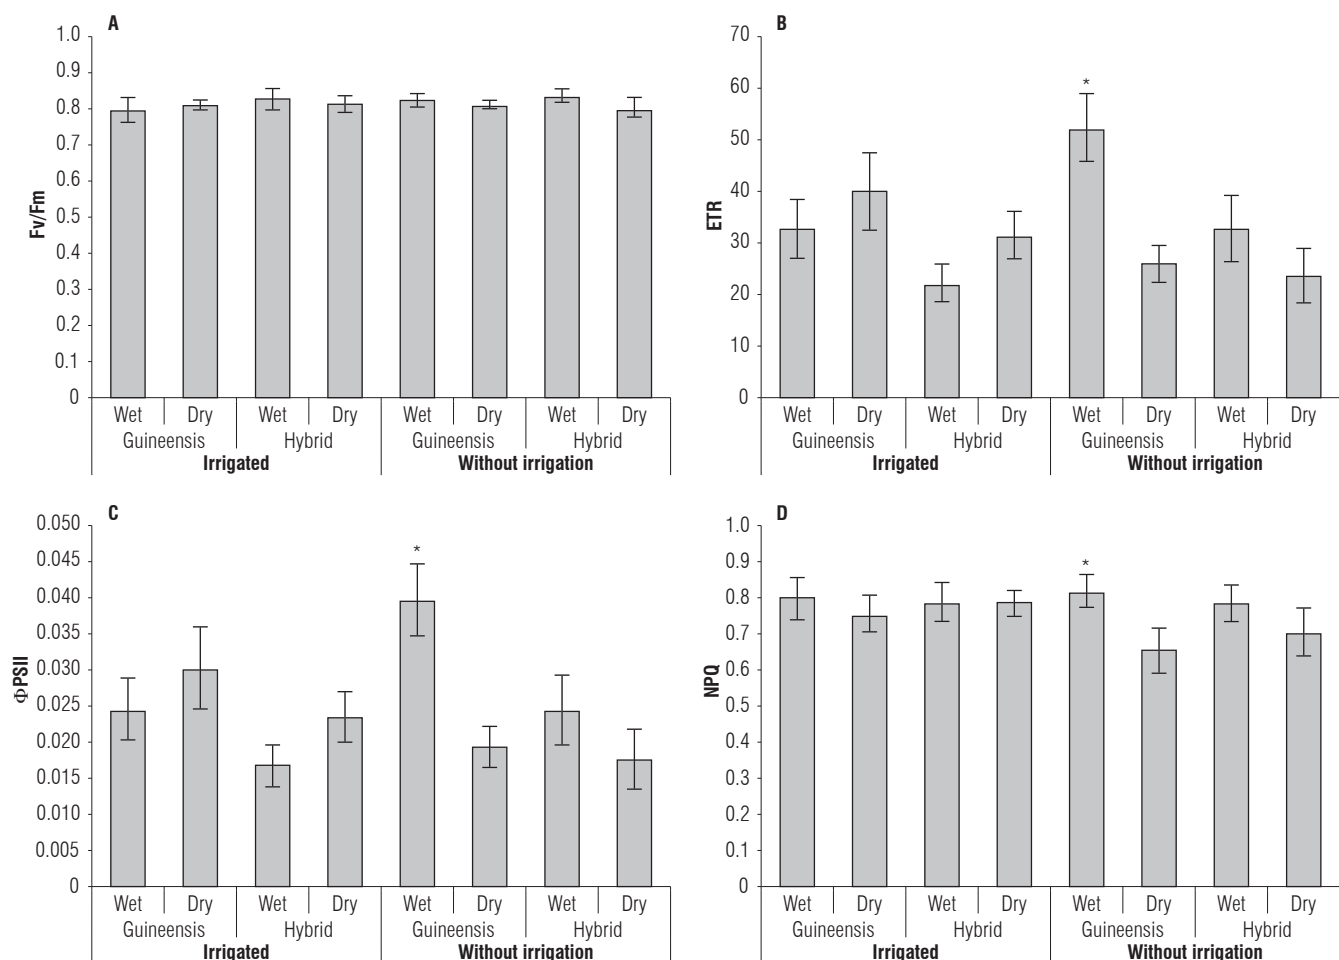 A
Fv/Fm
1.0
0.9
0.8
0.7
0.6
0.5
0.4
0.3
0.2
0.1
0
Wet Dry Wet Dry Wet Dry Wet Dry
Guineensis Hybrid Guineensis Hybrid
Irrigated Without irrigation
B
ETR
70
60
50
40
30
20
10
0
*
Wet Dry Wet Dry Wet Dry Wet Dry
Guineensis Hybrid Guineensis Hybrid
Irrigated Without irrigation
C
ΦPSII
0.050
0.045
0.040
0.035
0.030
0.025
0.020
0.015
0.010
0.005
0
*
Wet Dry Wet Dry Wet Dry Wet Dry
Guineensis Hybrid Guineensis Hybrid
Irrigated Without irrigation
D
NPQ
1.0
0.9
0.8
0.7
0.6
0.5
0.4
0.3
0.2
0.1
0
*
Wet Dry Wet Dry Wet Dry Wet Dry
Guineensis Hybrid Guineensis Hybrid
Irrigated Without irrigation